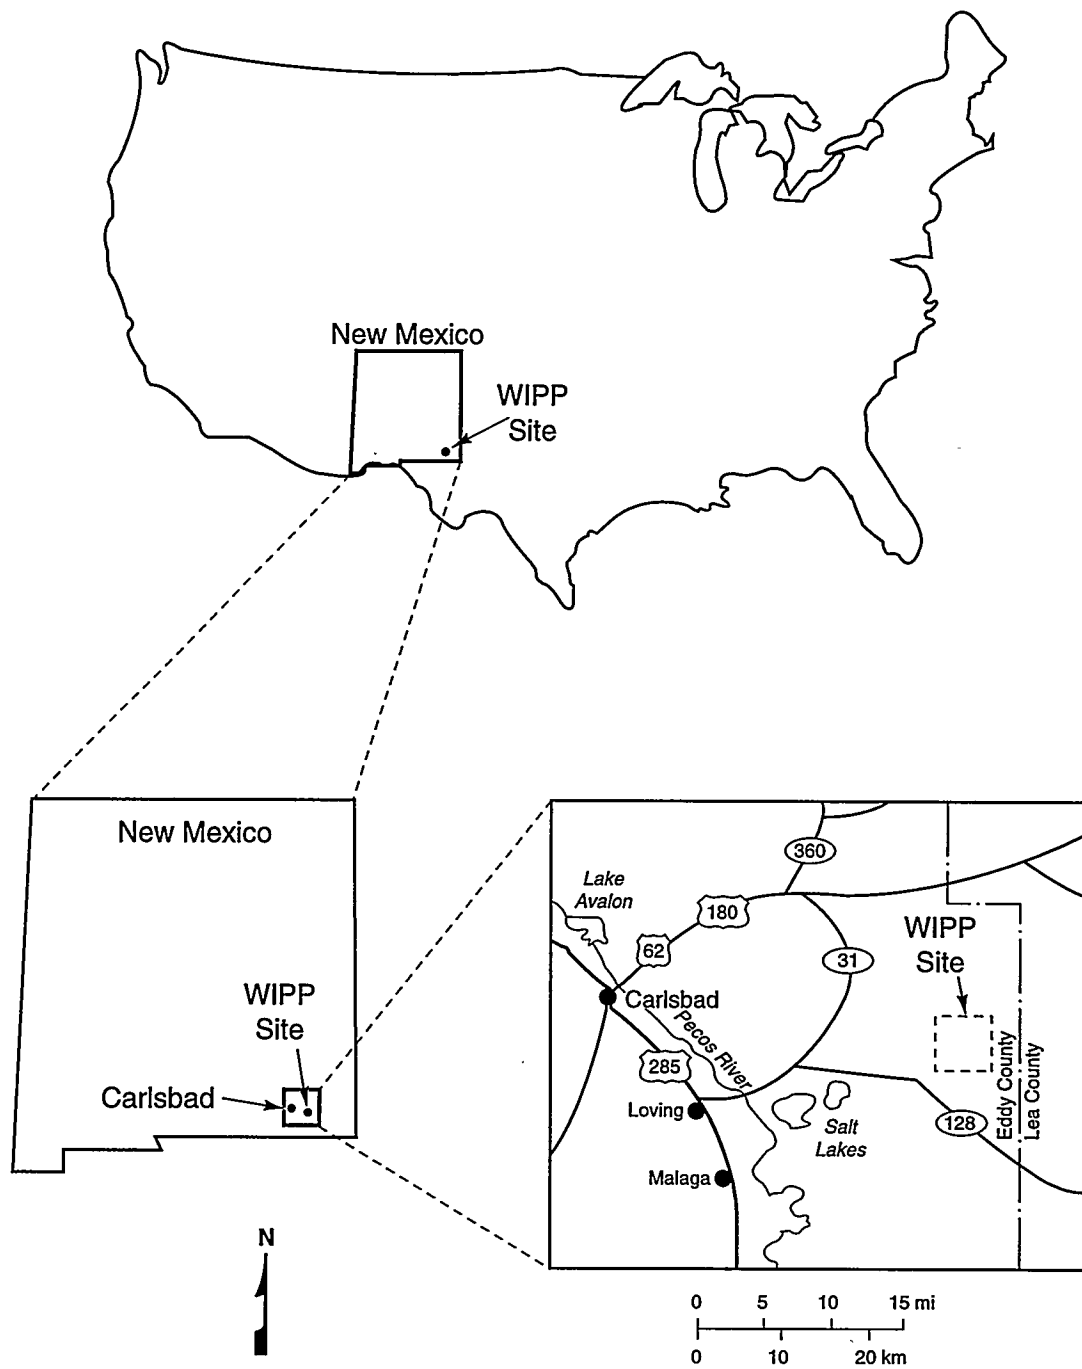 New Mexico
WIPP
Site
New Mexico
WIPP
Site
Carlsbad
N
360
Lake
Avalon
180
62
31
WIPP
Site
Carlsbad
Pecos River
285
Loving
Salt
Lakes
Malaga
128
Eddy County
Lea County
0 5 10 15 mi
0 10 20 km